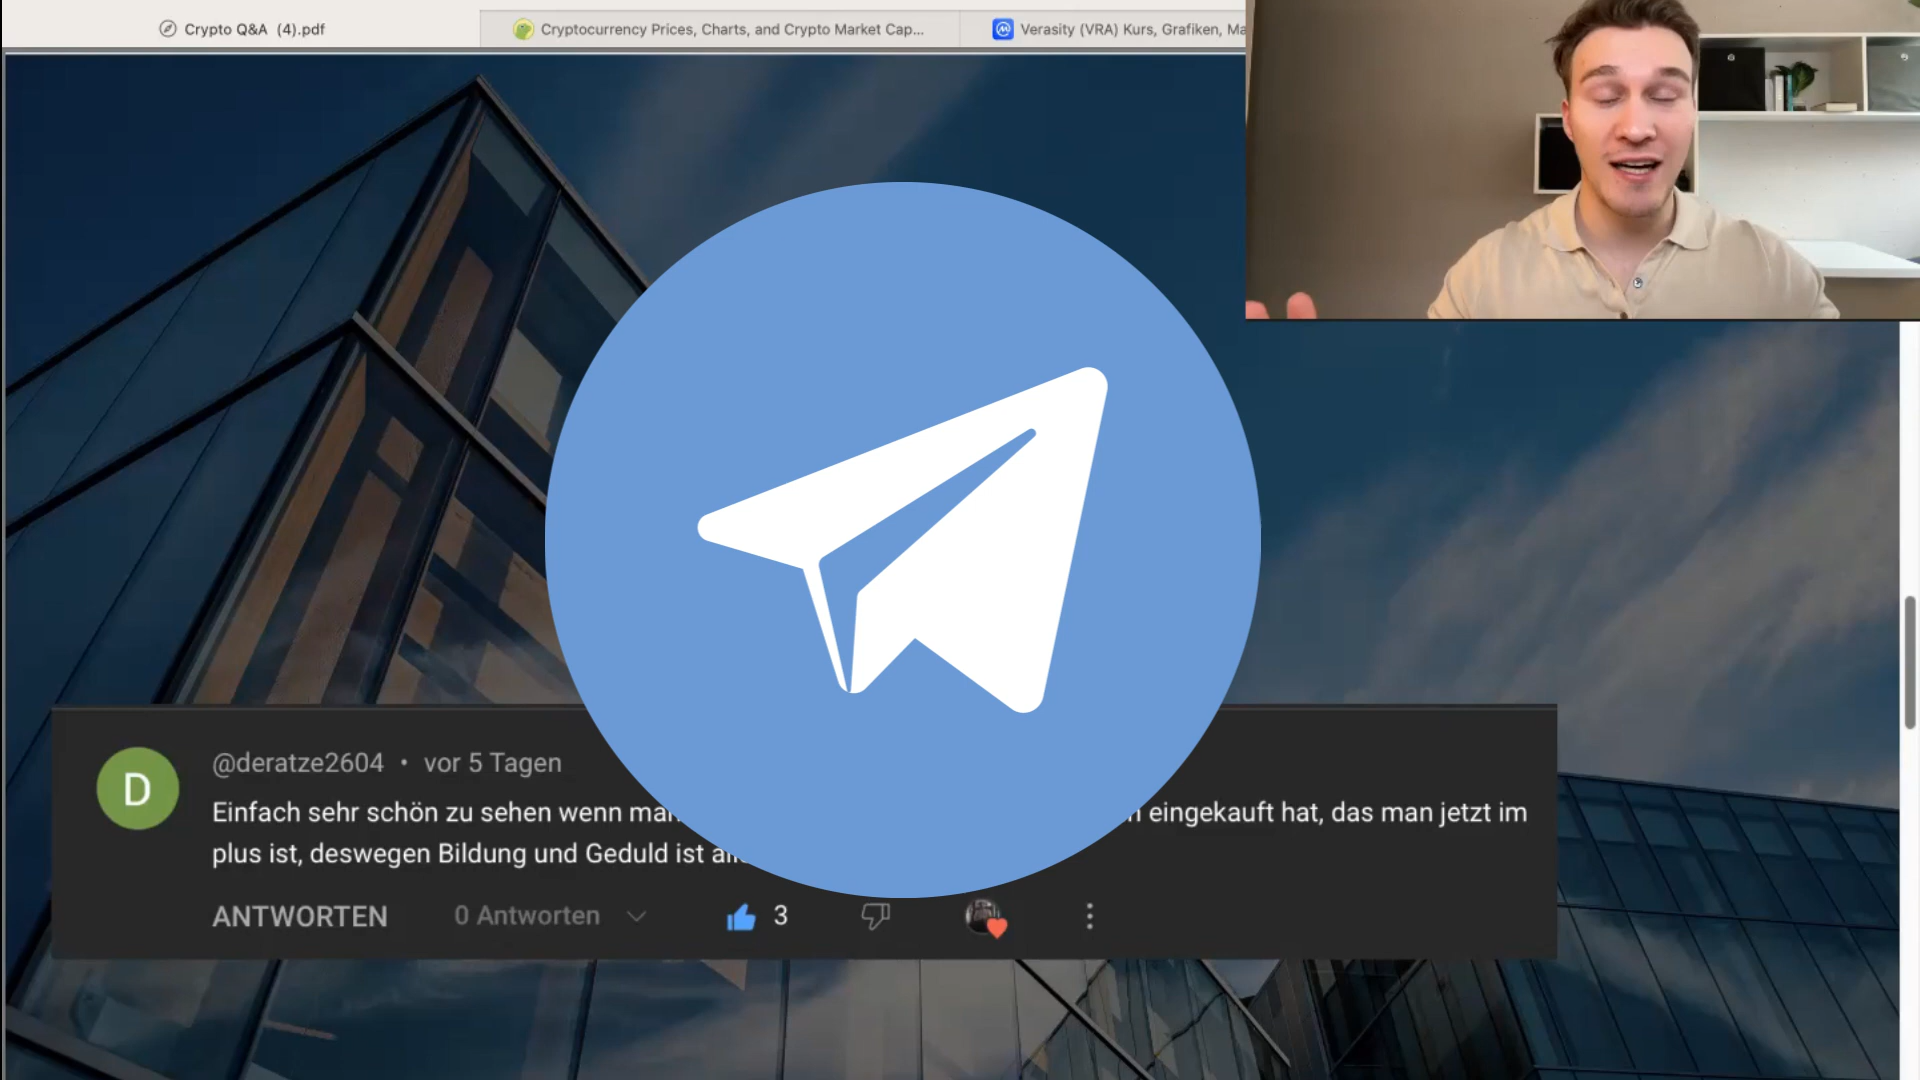 Crypto Q&A (4).pdf
Cryptocurrency Prices, Charts, and Crypto Market Cap...
Verasity (VRA) Kurs, Grafiken, Ma
D
@deratze2604 • vor 5 Tagen
Einfach sehr schön zu sehen wenn eingekauft hat, das man jetzt im
plus ist, deswegen Bildung und Geduld ist
ANTWORTEN 0 Antworten 3